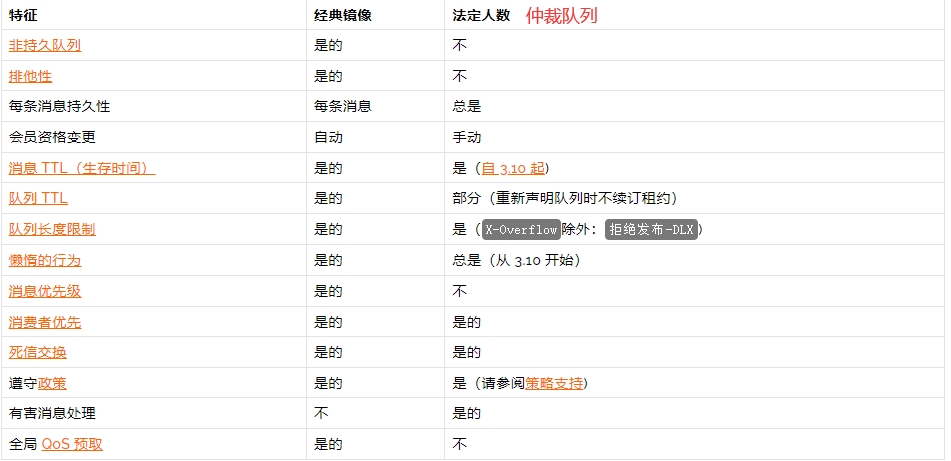 特征 经典镜像 法定人数 仲裁队列
非持久队列 是的 不
排他性 是的 不
每条消息持久性 每条消息 总是
会员资格变更 自动 手动
消息 TTL（生存时间） 是的 是（自 3.10 起）
队列 TTL 是的 部分（重新声明队列时不续订租约）
队列长度限制 是的 是（X-Overflow除外：拒绝发布-DLX）
懒惰的行为 是的 总是（从 3.10 开始）
消息优先级 是的 不
消费者优先 是的 是的
死信交换 是的 是的
遵守政策 是的 是（请参阅策略支持）
有害消息处理 不 是的
全局 QoS 预取 是的 不